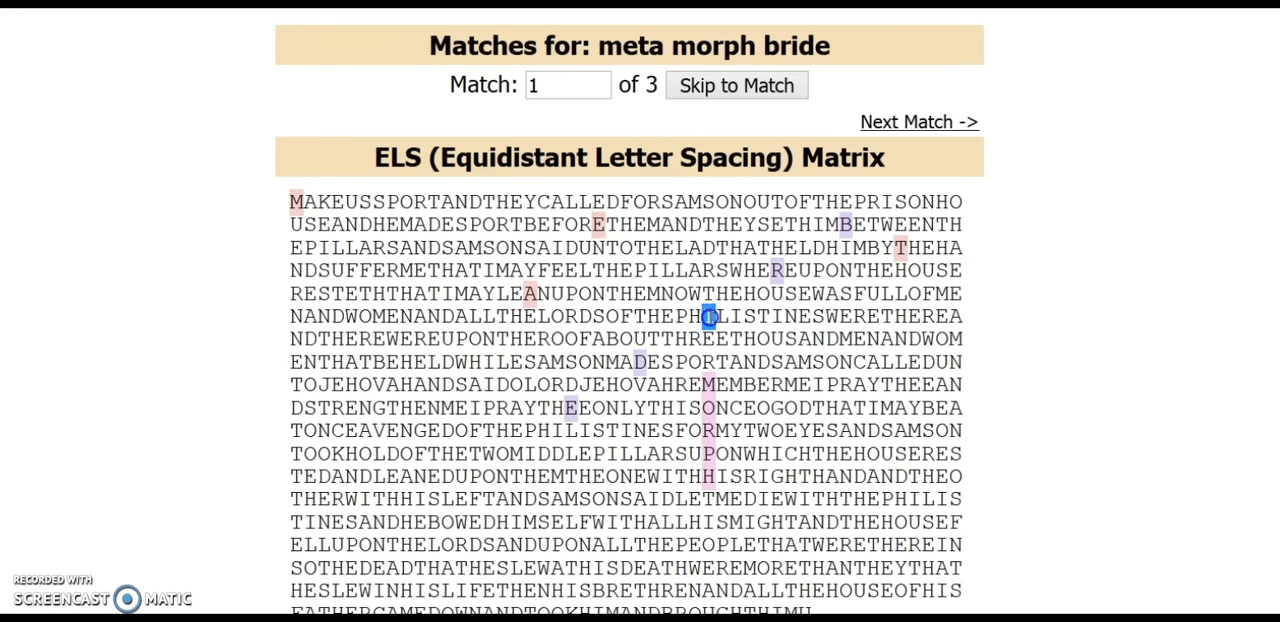 Matches for: meta morph bride
Match: 1 of 3 Skip to Match
Next Match ->
ELS (Equidistant Letter Spacing) Matrix
MAKEUSSPORTANDTHEYCALLEDFORSAMSONOUTOFTHEPRISONHO
USEANDHEMADESPORTBEFORETHEMANDTHEYSETHIMBETWEENTH
EPILLARSANDSAMSONSAIDUNTOTHELADTHATHELDHIMBYTHEHA
NDSUFFERMETHATIMAYFEELTHEPILLARSWHEREUPONTHEHOUSE
RESTETHTHATIMAYLEANUPONTHEMNOWTHEHOUSEWASFULLOFME
NANDWOMENANDALLTHELORDSOFTHEPHILISTINESWERETHEREA
NDTHEREWEREUPONTHEROOFABOUTTHREETHOUSANDMENANDWOM
ENTHATBEHELDWHILESAMSONMADESPORTANDSAMSONCALLEDUN
TOJEHOVAHANDSAIDOLORDJEHOVAHREMEMBERMEIPRAYTHEEAN
DSTRENGTHENMEIPRAYTHEEONLYTHISONCEOGODTHATIMAYBEA
TONCEAVENGEDOFTHEPHILISTINESFORMYTWOEYESANDSAMSON
TOOKHOLDOFTHETWOMIDDLEPILLARSUPONWHICHTHEHOUSERES
TEDANDLEANEDUPONTHEMTHEONEWITHHISRIGHTHANDANDTHEO
THERWITHHISLEFTANDSAMSONSAIDLETMEDIEWITHTHEPHILIS
TINESANDHEBOWEDHIMSELFWITHALLHISMIGHTANDTHEHOUSEF
ELLUPONTHELORDSANDUPONALLTHEPEOPLETHATWERETHEREIN
SOTHEDEADTHATHESLEWATHISDEATHWEREMORETHANTHEYTHAT
HESLEWINHISLIFETHENHISBRETHRENANDALLTHEHOUSEOFHIS
FATHERCAMEDOWNANDTOOKHIMANDBROUGHTHIMU
RECORDED WITH
SCREENCAST MATIC